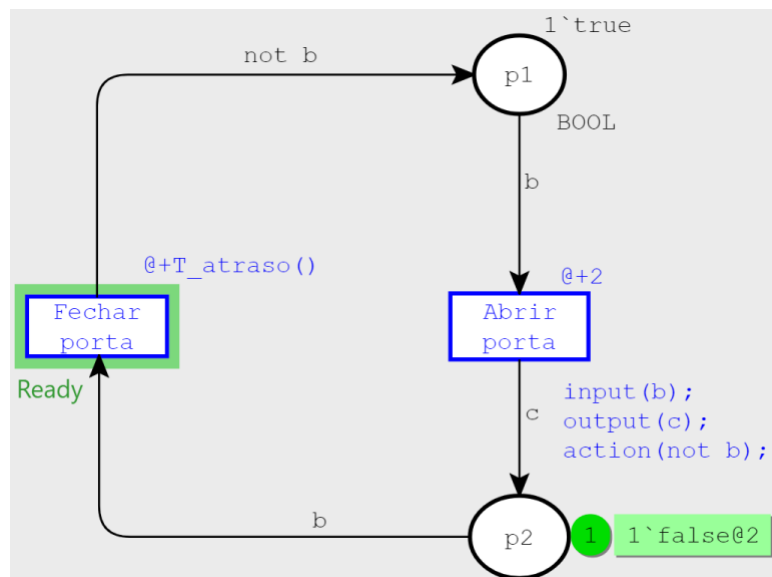 1`true
not b
p1
BOOL
b
@+T_atraso()
@+2
Fechar
porta
Abrir
porta
Ready
c
input(b);
output(c);
action(not b);
b
p2
1
1`false@2